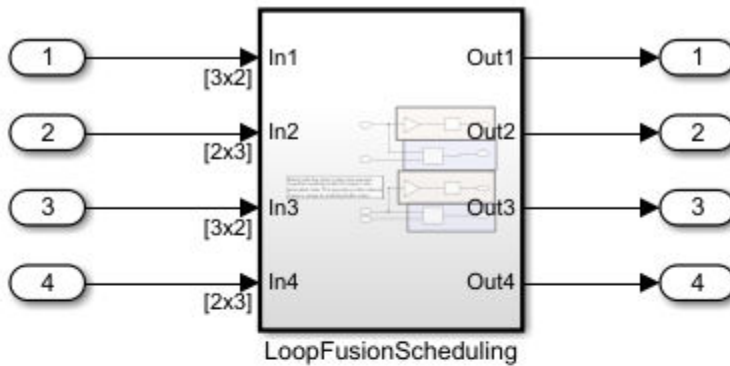 1 In1 Out1 1
[3x2]
2 In2 Out2 2
[2x3]
3 In3 Out3 3
[3x2]
4 In4 Out4 4
[2x3]
LoopFusionScheduling